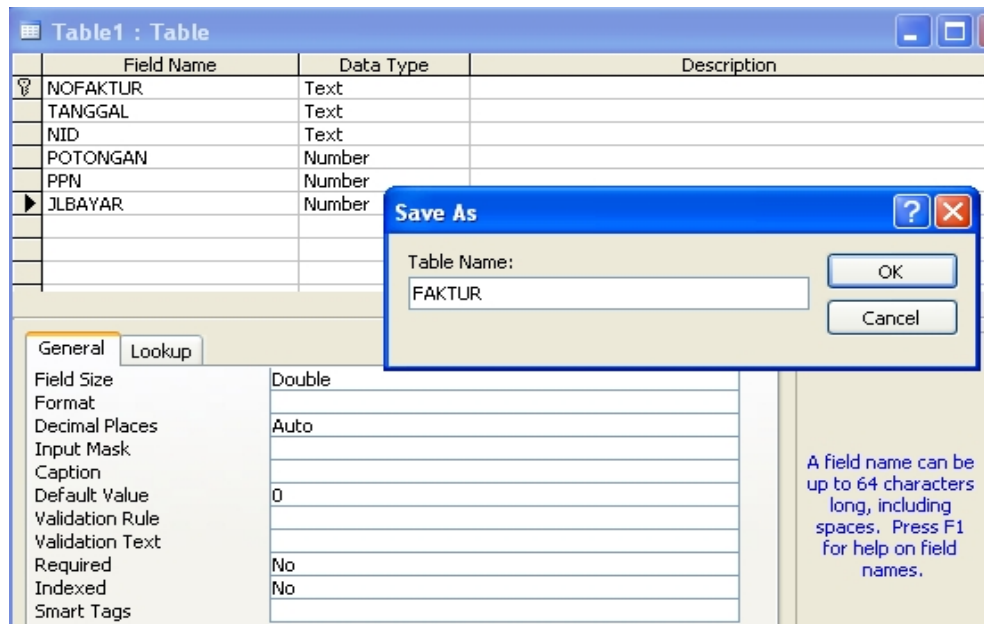 Table1 : Table
Field Name Data Type Description
NOFAKTUR Text
TANGGAL Text
NID Text
POTONGAN Number
PPN Number
JLBAYAR Number
Save As
Table Name:
FAKTUR
OK
Cancel
General Lookup
Field Size Double
Format
Decimal Places Auto
Input Mask
Caption
Default Value 0
Validation Rule
Validation Text
Required No
Indexed No
Smart Tags
A field name can be
up to 64 characters
long, including
spaces. Press F1
for help on field
names.